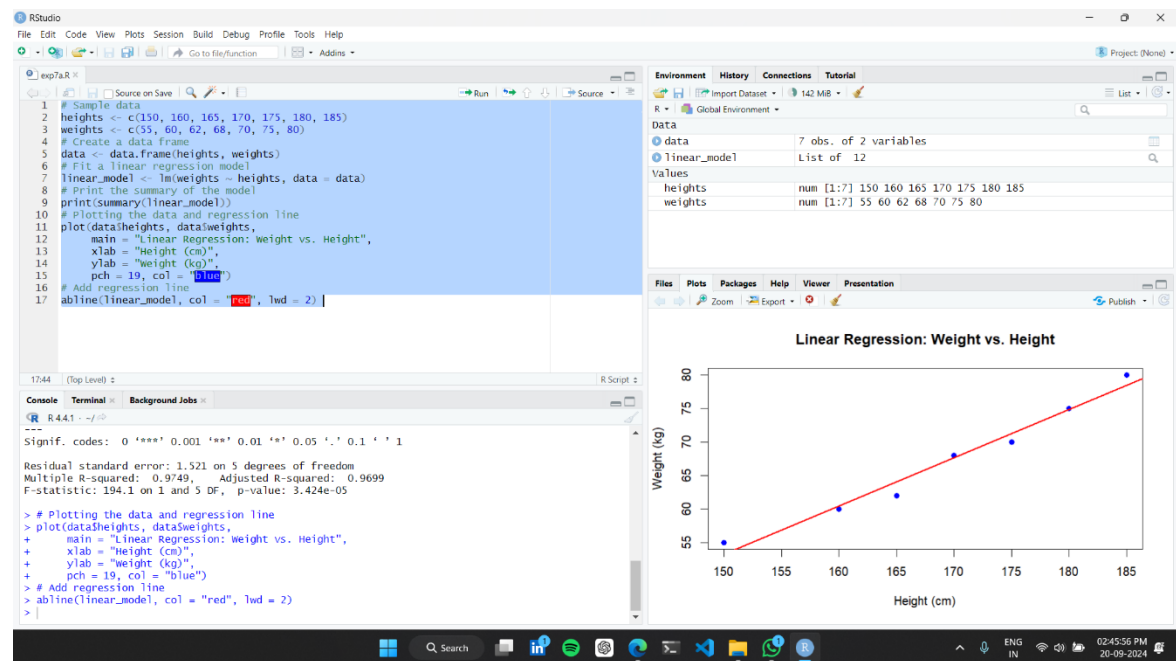 RStudio
File Edit Code View Plots Session Build Debug Profile Tools Help
Go to file/function Addins Project: (None)
exp7a.R
Source on Save Run Source
1 # Sample data
2 heights <- c(150, 160, 165, 170, 175, 180, 185)
3 weights <- c(55, 60, 62, 68, 70, 75, 80)
4 # Create a data frame
5 data <- data.frame(heights, weights)
6 # Fit a linear regression model
7 linear_model <- lm(weights ~ heights, data = data)
8 # Print the summary of the model
9 print(summary(linear_model))
10 # Plotting the data and regression line
11 plot(data$heights, data$weights,
12 main = "Linear Regression: Weight vs. Height",
13 xlab = "Height (cm)",
14 ylab = "Weight (kg)",
15 pch = 19, col = "blue")
16 # Add regression line
17 abline(linear_model, col = "red", lwd = 2)
17:44 (Top Level) R Script
Console Terminal Background Jobs
R 4.4.1 · ~/
---
Signif. codes:  0 ‘***’ 0.001 ‘**’ 0.01 ‘*’ 0.05 ‘.’ 0.1 ‘ ’ 1
Residual standard error: 1.521 on 5 degrees of freedom
Multiple R-squared:  0.9749,    Adjusted R-squared:  0.9699
F-statistic: 194.1 on 1 and 5 DF,  p-value: 3.424e-05
> # Plotting the data and regression line
> plot(data$heights, data$weights,
+ main = "Linear Regression: Weight vs. Height",
+ xlab = "Height (cm)",
+ ylab = "Weight (kg)",
+ pch = 19, col = "blue")
> # Add regression line
> abline(linear_model, col = "red", lwd = 2)
>
Environment History Connections Tutorial
Import Dataset 142 MiB List
R Global Environment
Data
data 7 obs. of 2 variables
linear_model List of 12
Values
heights num [1:7] 150 160 165 170 175 180 185
weights num [1:7] 55 60 62 68 70 75 80
Files Plots Packages Help Viewer Presentation
Zoom Export Publish
Linear Regression: Weight vs. Height
Weight (kg)
80
75
70
65
60
55
150 155 160 165 170 175 180 185
Height (cm)
Search
ENG
IN
02:45:56 PM
20-09-2024